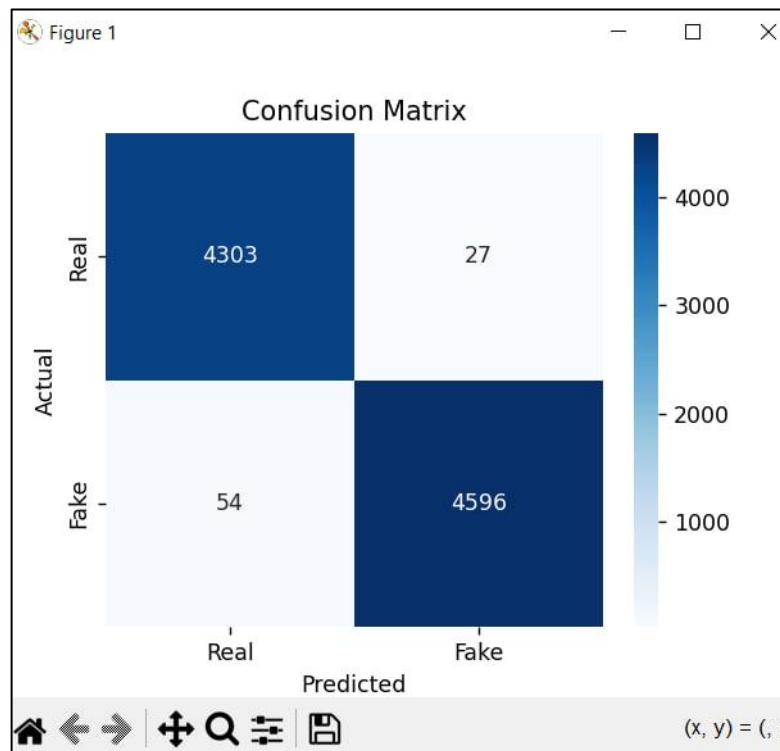 Figure 1
Confusion Matrix
Real
4303
27
Actual
Fake
54
4596
Real
Fake
Predicted
4000
3000
2000
1000
(x, y) = (,